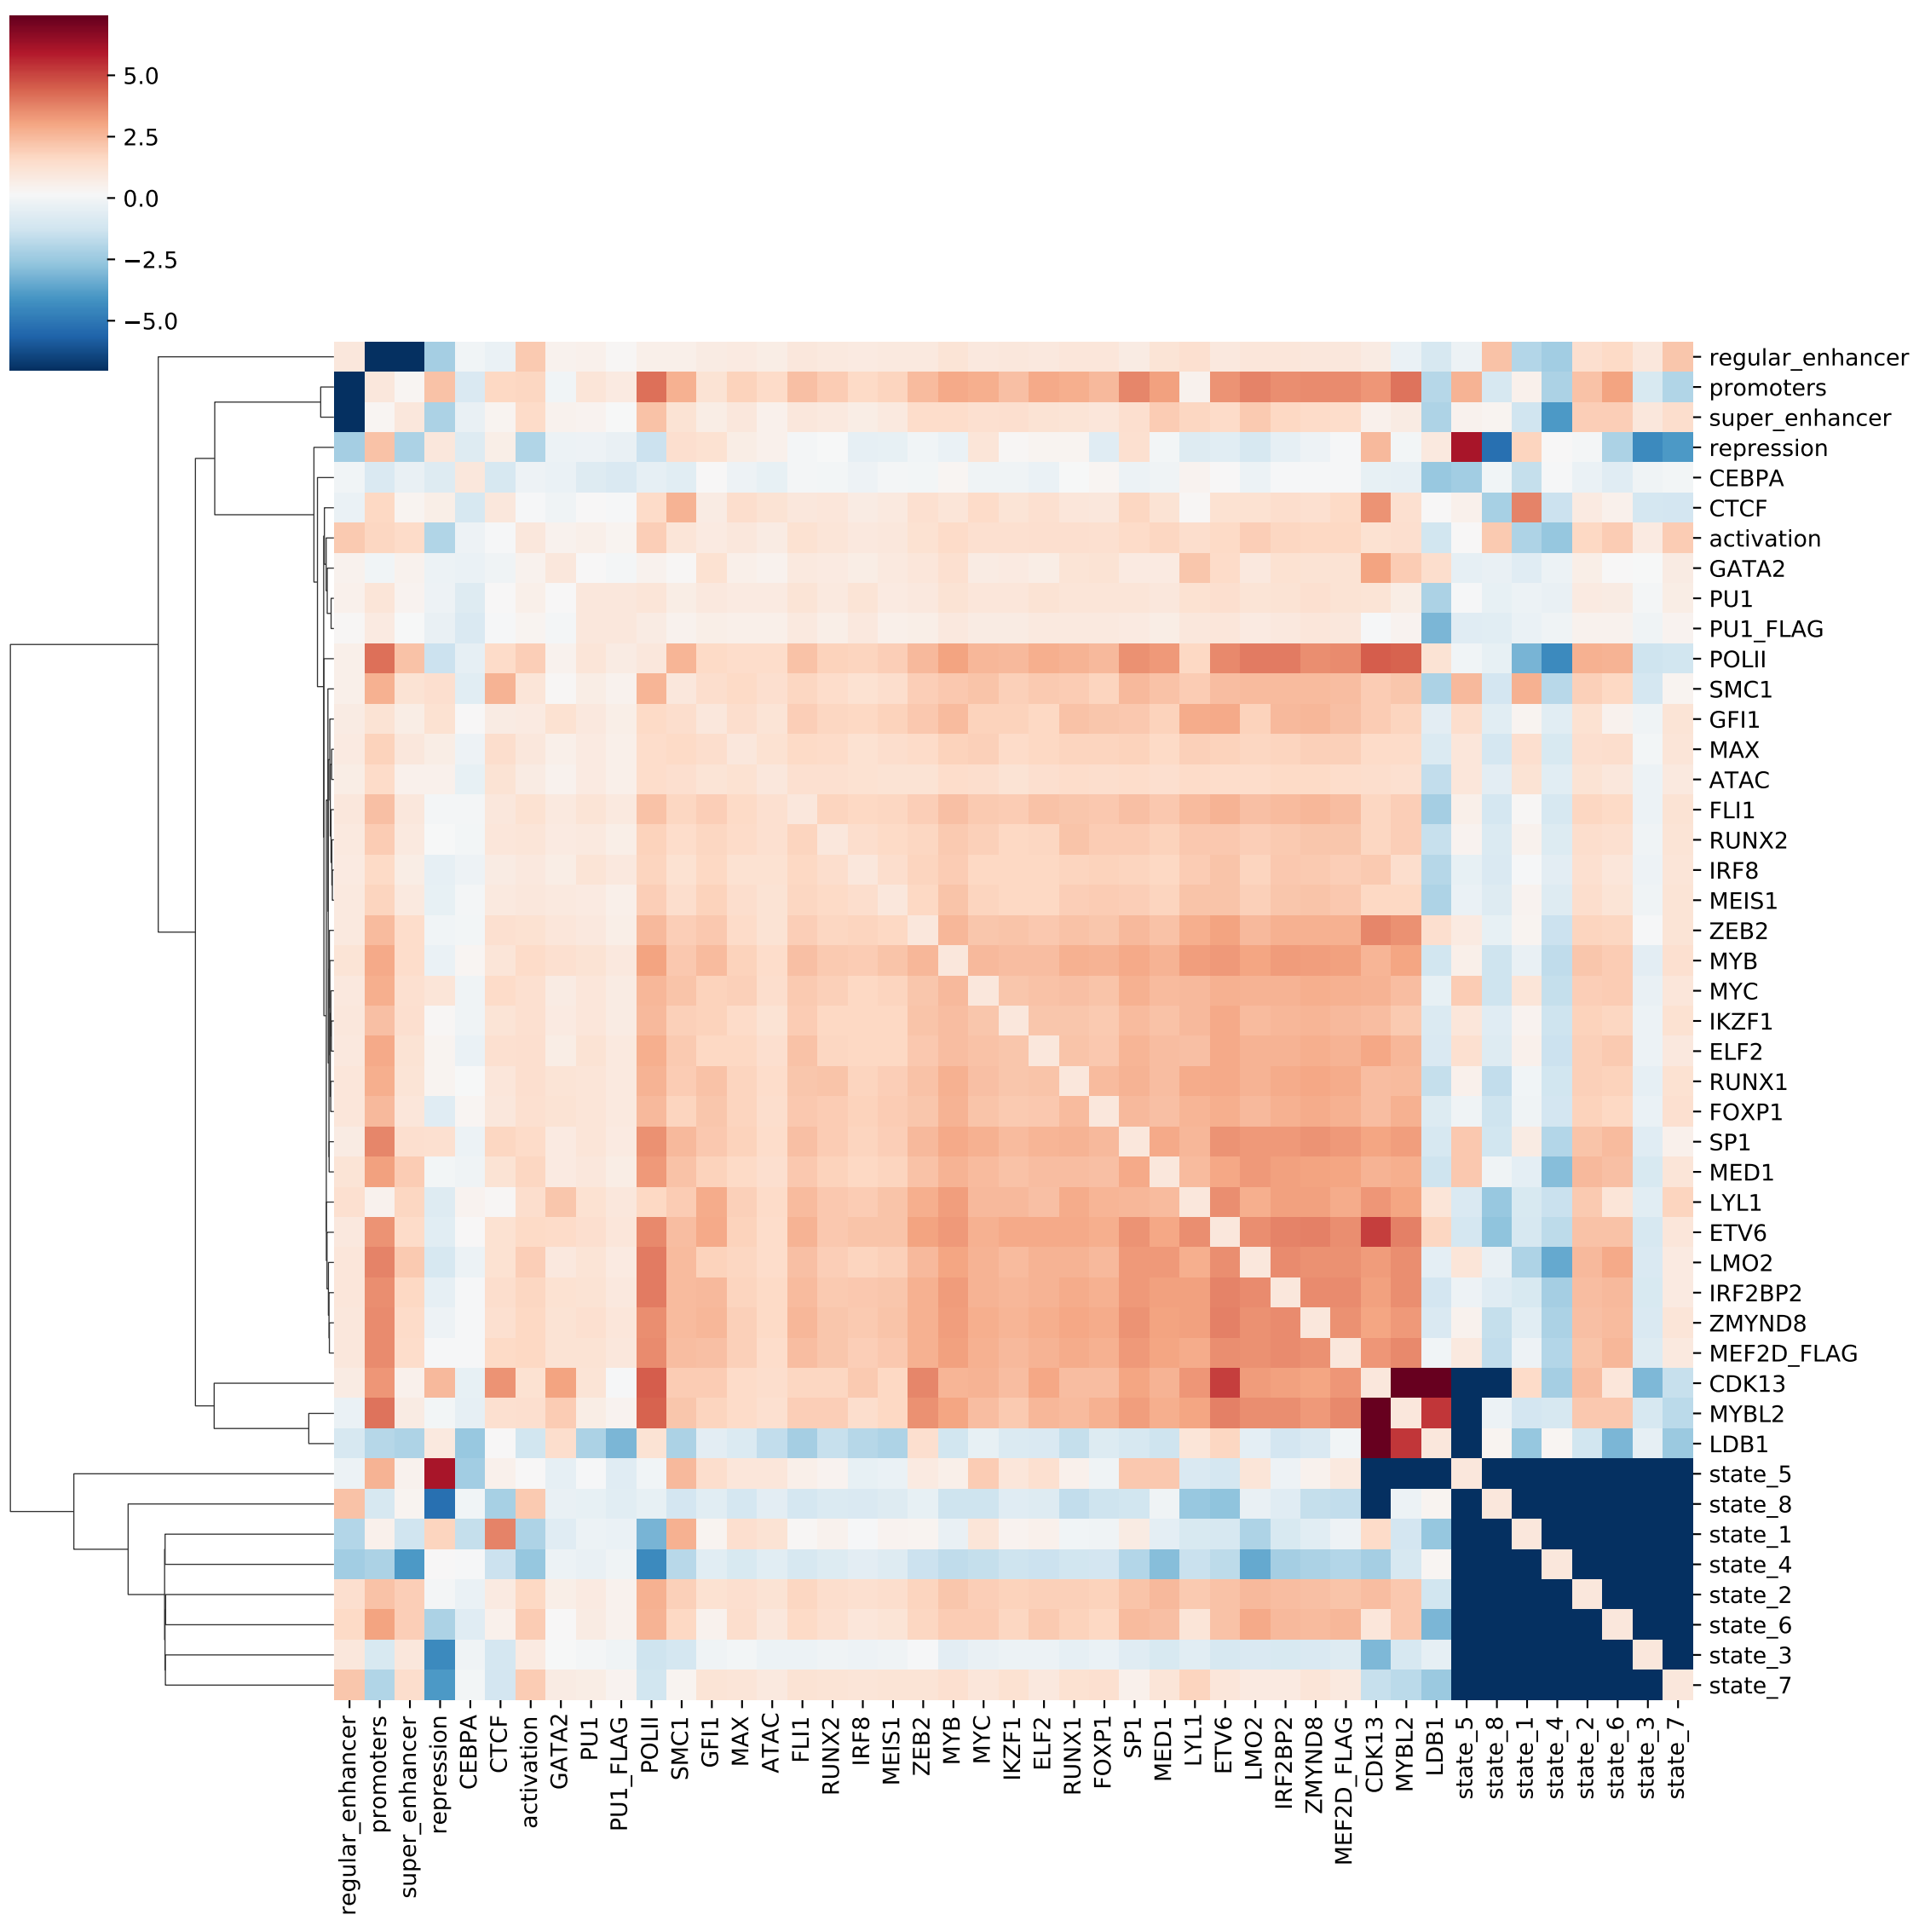 5.0
2.5
0.0
−2.5
−5.0
regular_enhancer
promoters
super_enhancer
repression
CEBPA
CTCF
activation
GATA2
PU1
PU1_FLAG
POLII
SMC1
GFI1
MAX
ATAC
FLI1
RUNX2
IRF8
MEIS1
ZEB2
MYB
MYC
IKZF1
ELF2
RUNX1
FOXP1
SP1
MED1
LYL1
ETV6
LMO2
IRF2BP2
ZMYND8
MEF2D_FLAG
CDK13
MYBL2
LDB1
state_5
state_8
state_1
state_4
state_2
state_6
state_3
state_7
regular_enhancer
promoters
super_enhancer
repression
CEBPA
CTCF
activation
GATA2
PU1
PU1_FLAG
POLII
SMC1
GFI1
MAX
ATAC
FLI1
RUNX2
IRF8
MEIS1
ZEB2
MYB
MYC
IKZF1
ELF2
RUNX1
FOXP1
SP1
MED1
LYL1
ETV6
LMO2
IRF2BP2
ZMYND8
MEF2D_FLAG
CDK13
MYBL2
LDB1
state_5
state_8
state_1
state_4
state_2
state_6
state_3
state_7